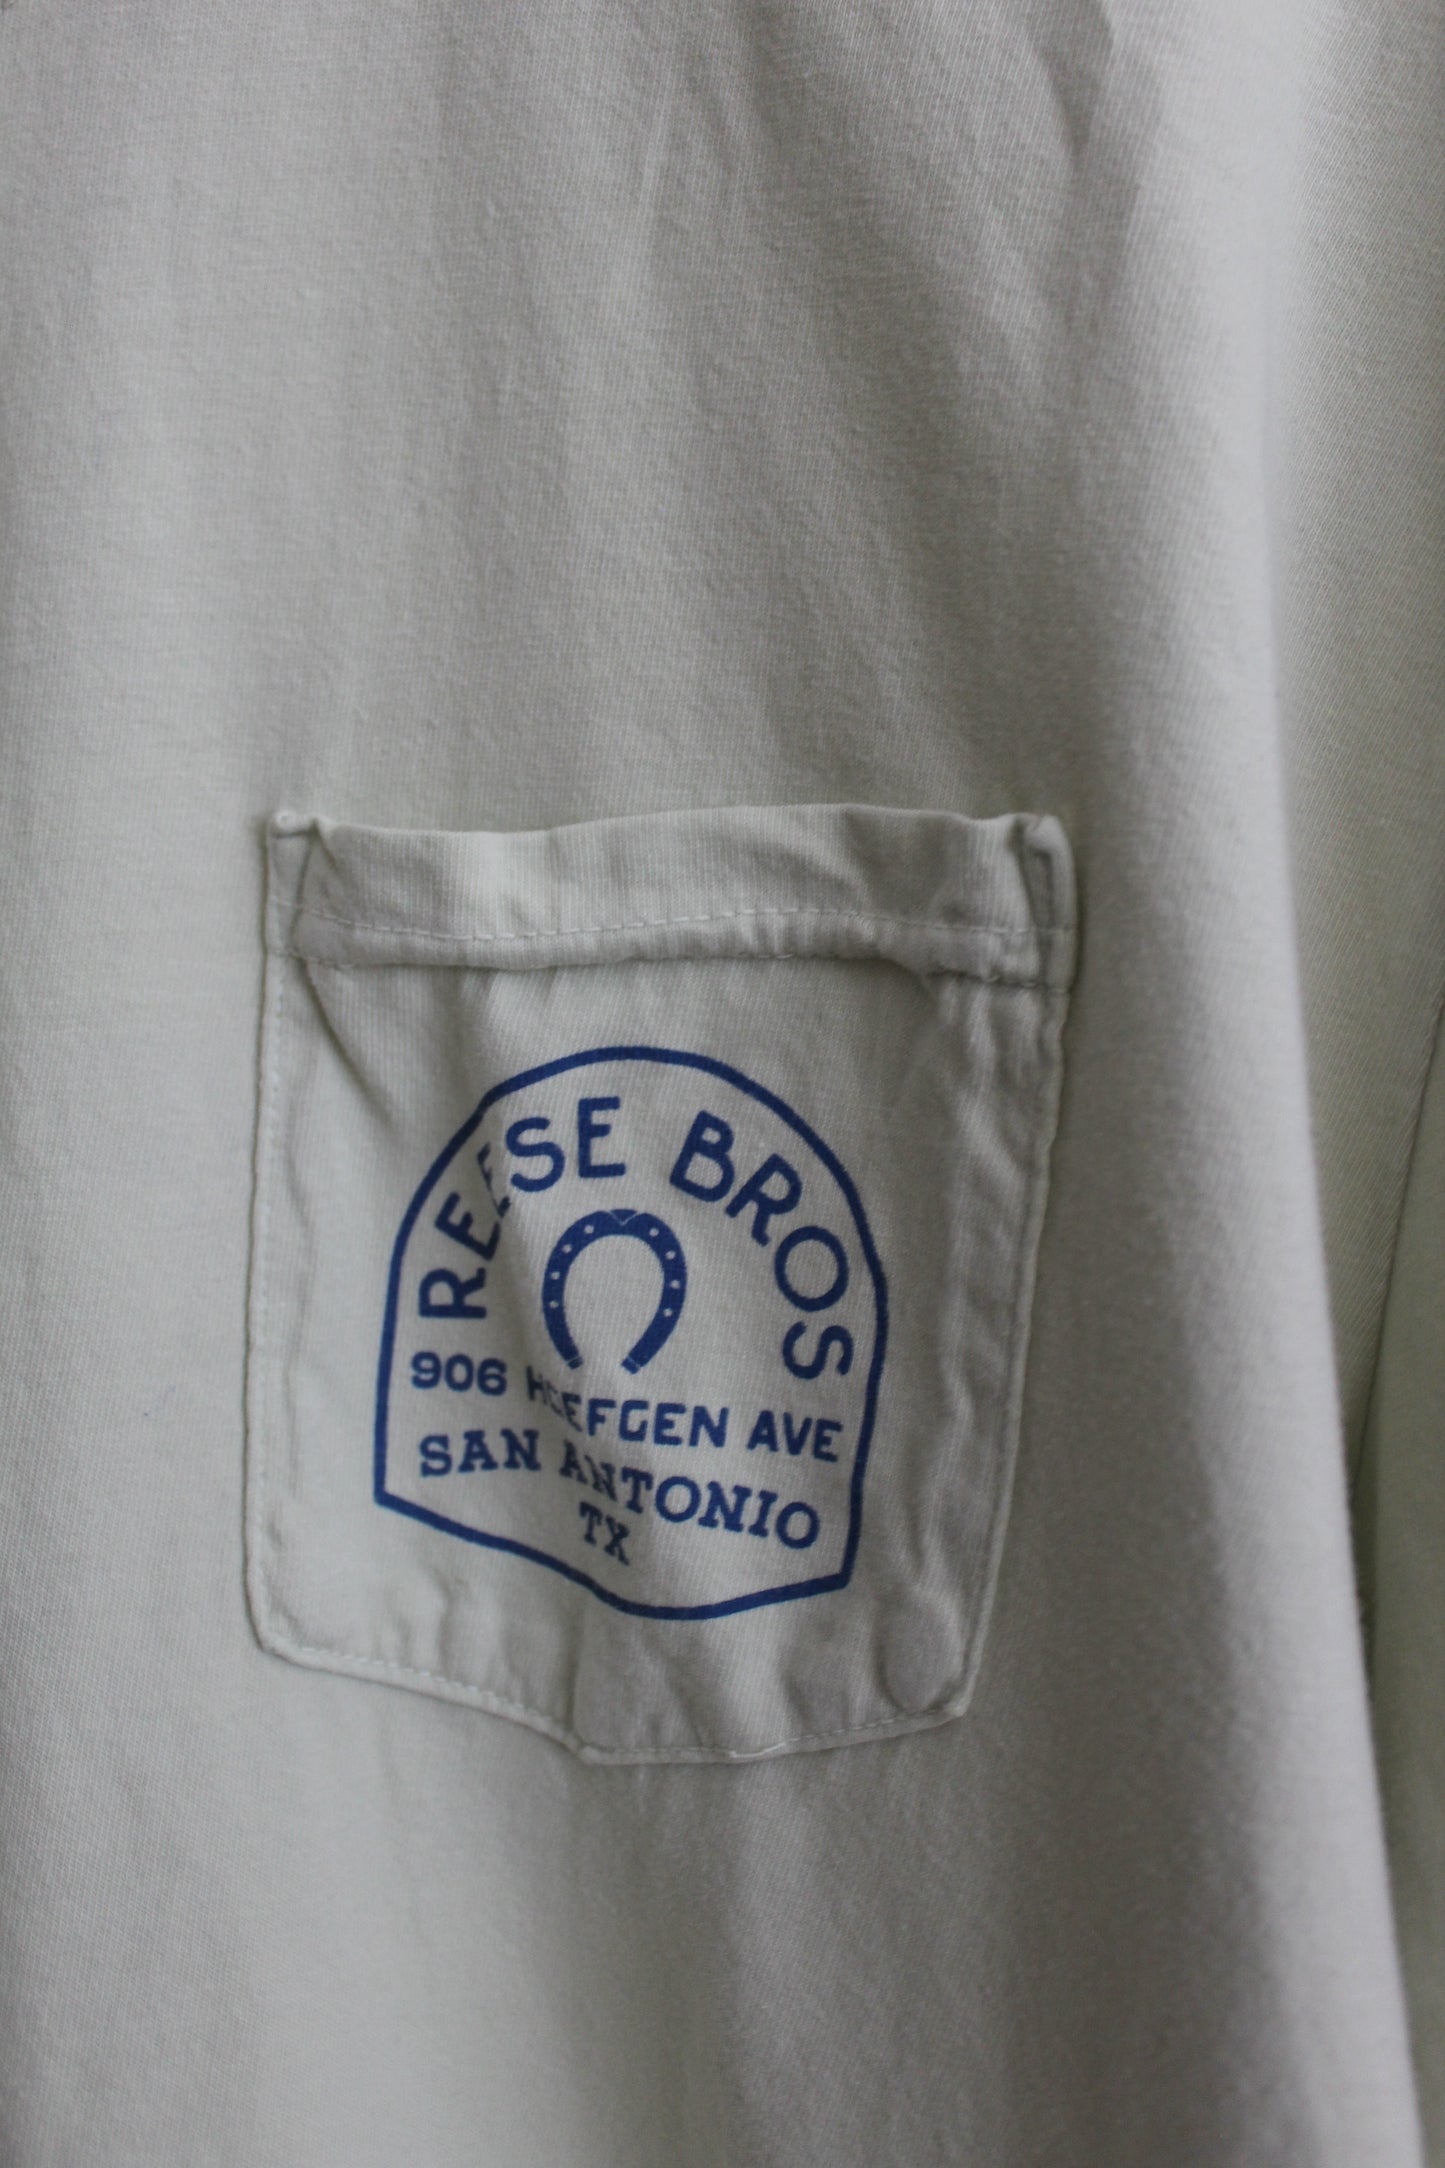 REESE BROS
906 HOEFGEN AVE
SAN ANTONIO
TX